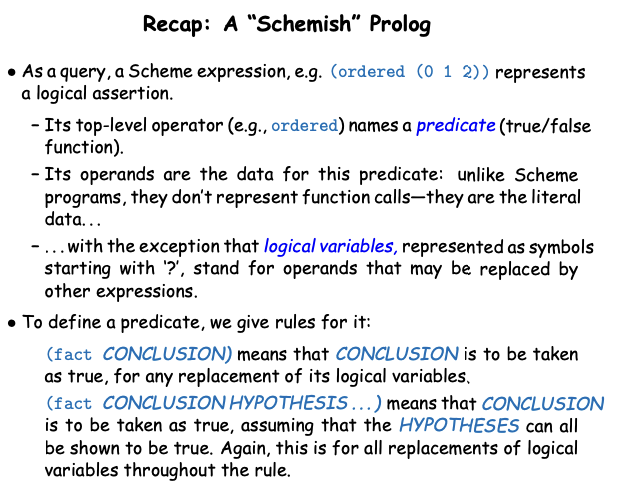 Recap: A “Schemish” Prolog
• As a query, a Scheme expression, e.g. (ordered (0 1 2)) represents
a logical assertion.
– Its top-level operator (e.g., ordered) names a predicate (true/false
function).
– Its operands are the data for this predicate: unlike Scheme
programs, they don’t represent function calls—they are the literal
data...
– ...with the exception that logical variables, represented as symbols
starting with ‘?’, stand for operands that may be replaced by
other expressions.
• To define a predicate, we give rules for it:
(fact CONCLUSION) means that CONCLUSION is to be taken
as true, for any replacement of its logical variables.
(fact CONCLUSION HYPOTHESIS ...) means that CONCLUSION
is to be taken as true, assuming that the HYPOTHESES can all
be shown to be true. Again, this is for all replacements of logical
variables throughout the rule.